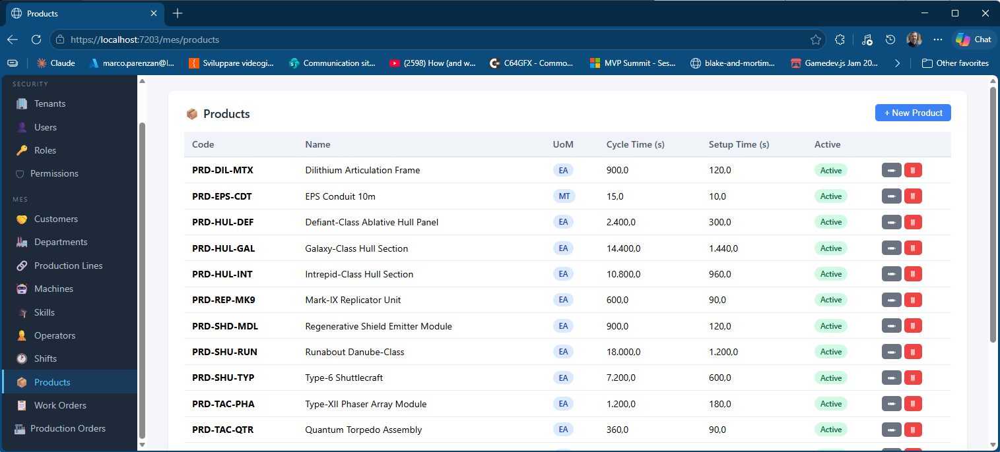 Products
https://localhost:7203/mes/products
Chat
Claude
marco.parenzan@l...
Sviluppare videogi...
Communication sit...
(2598) How (and w...
C64GFX - Commo...
MVP Summit - Ses...
blake-and-mortim...
Gamedev.js Jam 20...
Other favorites
SECURITY
Tenants
Users
Roles
Permissions
MES
Customers
Departments
Production Lines
Machines
Skills
Operators
Shifts
Products
Work Orders
Production Orders
Products
+ New Product
Code Name UoM Cycle Time (s) Setup Time (s) Active
PRD-DIL-MTX Dilithium Articulation Frame EA 900,0 120,0 Active
PRD-EPS-CDT EPS Conduit 10m MT 15,0 10,0 Active
PRD-HUL-DEF Defiant-Class Ablative Hull Panel EA 2.400,0 300,0 Active
PRD-HUL-GAL Galaxy-Class Hull Section EA 14.400,0 1.440,0 Active
PRD-HUL-INT Intrepid-Class Hull Section EA 10.800,0 960,0 Active
PRD-REP-MK9 Mark-IX Replicator Unit EA 600,0 90,0 Active
PRD-SHD-MDL Regenerative Shield Emitter Module EA 900,0 120,0 Active
PRD-SHU-RUN Runabout Danube-Class EA 18.000,0 1.200,0 Active
PRD-SHU-TYP Type-6 Shuttlecraft EA 7.200,0 600,0 Active
PRD-TAC-PHA Type-XII Phaser Array Module EA 1.200,0 180,0 Active
PRD-TAC-QTR Quantum Torpedo Assembly EA 360,0 90,0 Active